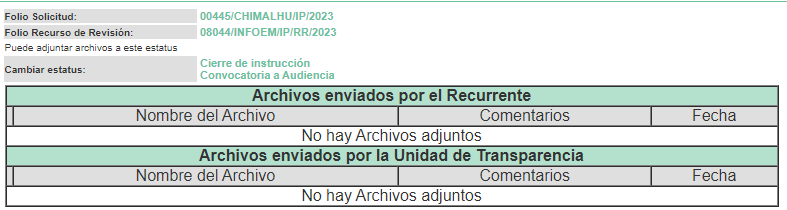 Folio Solicitud: 00445/CHIMALHU/IP/2023
Folio Recurso de Revisión: 08044/INFOEM/IP/RR/2023
Puede adjuntar archivos a este estatus
Cambiar estatus: Cierre de instrucción
Convocatoria a Audiencia
Archivos enviados por el Recurrente
Nombre del Archivo Comentarios Fecha
No hay Archivos adjuntos
Archivos enviados por la Unidad de Transparencia
Nombre del Archivo Comentarios Fecha
No hay Archivos adjuntos